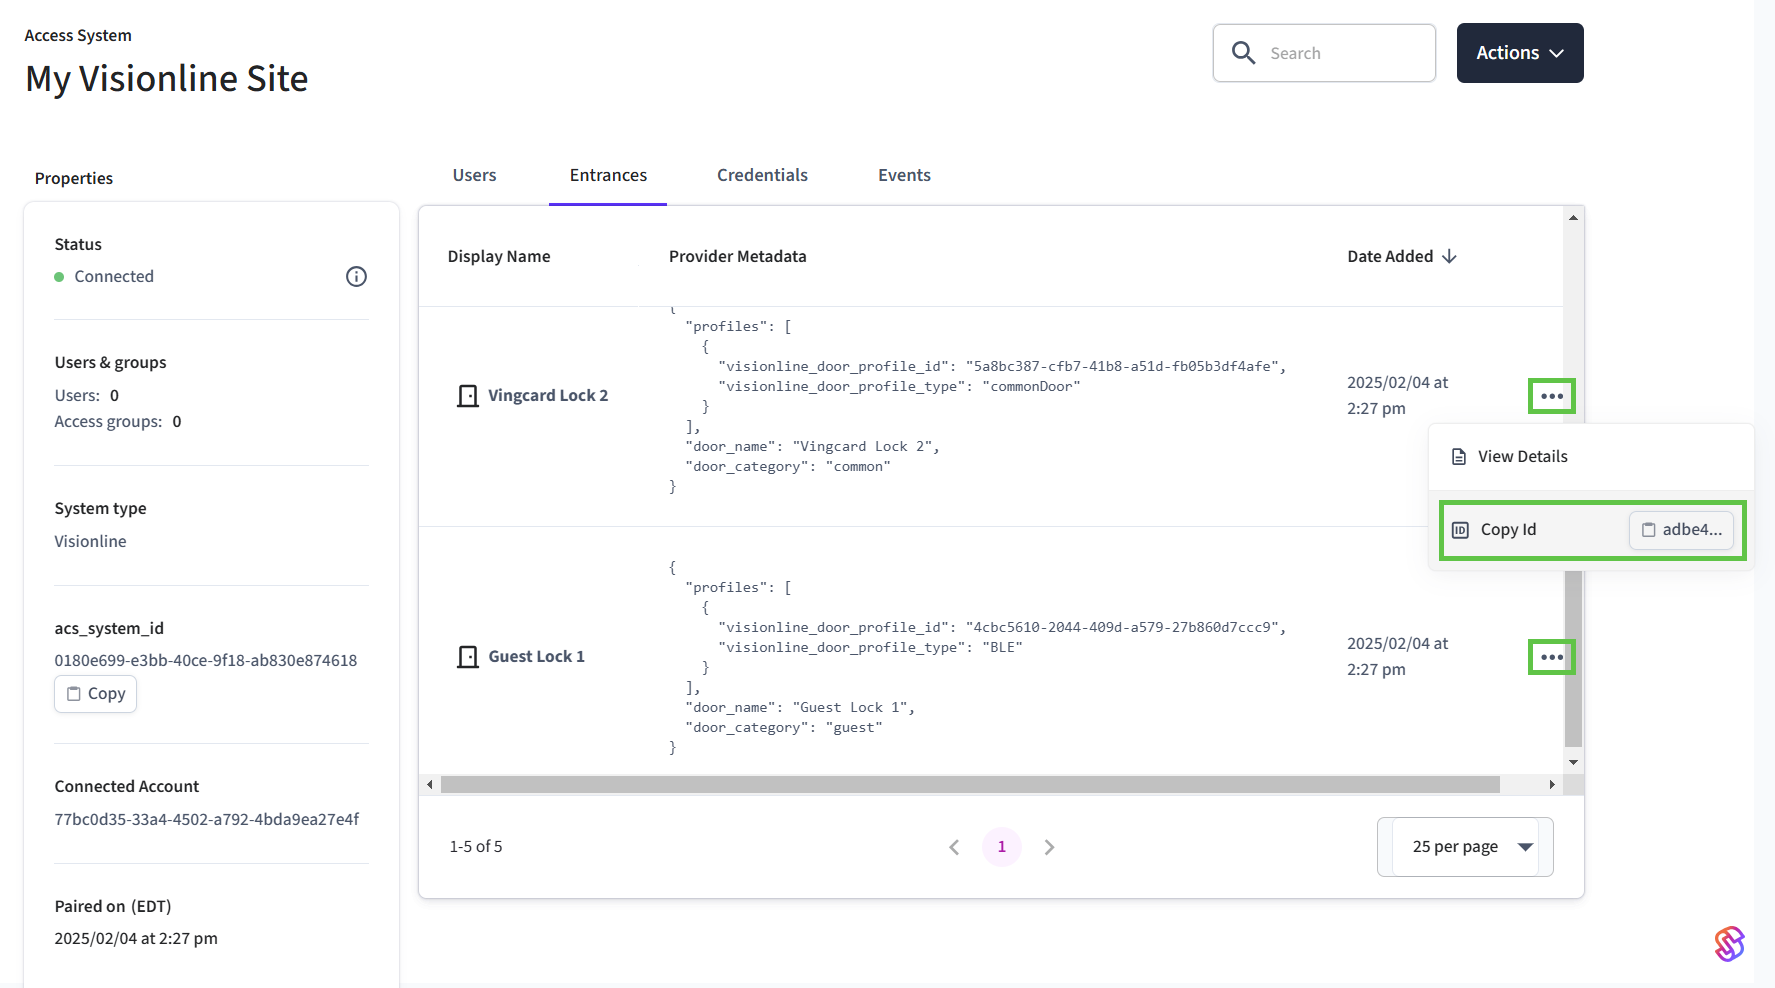 Access System
My Visionline Site
Search
Actions
Properties
Status
Connected
Users & groups
Users: 0
Access groups: 0
System type
Visionline
acs_system_id
0180e699-e3bb-40ce-9f18-ab830e874618
Copy
Connected Account
77bc0d35-33a4-4502-a792-4bda9ea27e4f
Paired on (EDT)
2025/02/04 at 2:27 pm
Users
Entrances
Credentials
Events
Display Name
Provider Metadata
Date Added
Vingcard Lock 2
{
"profiles": [
{
"visionline_door_profile_id": "5a8bc387-cfb7-41b8-a51d-fb05b3df4afe",
"visionline_door_profile_type": "commonDoor"
}
],
"door_name": "Vingcard Lock 2",
"door_category": "common"
}
2025/02/04 at
2:27 pm
View Details
ID
Copy Id
adbe4...
Guest Lock 1
{
"profiles": [
{
"visionline_door_profile_id": "4cbc5610-2044-409d-a579-27b860d7ccc9",
"visionline_door_profile_type": "BLE"
}
],
"door_name": "Guest Lock 1",
"door_category": "guest"
}
2025/02/04 at
2:27 pm
1-5 of 5
1
25 per page